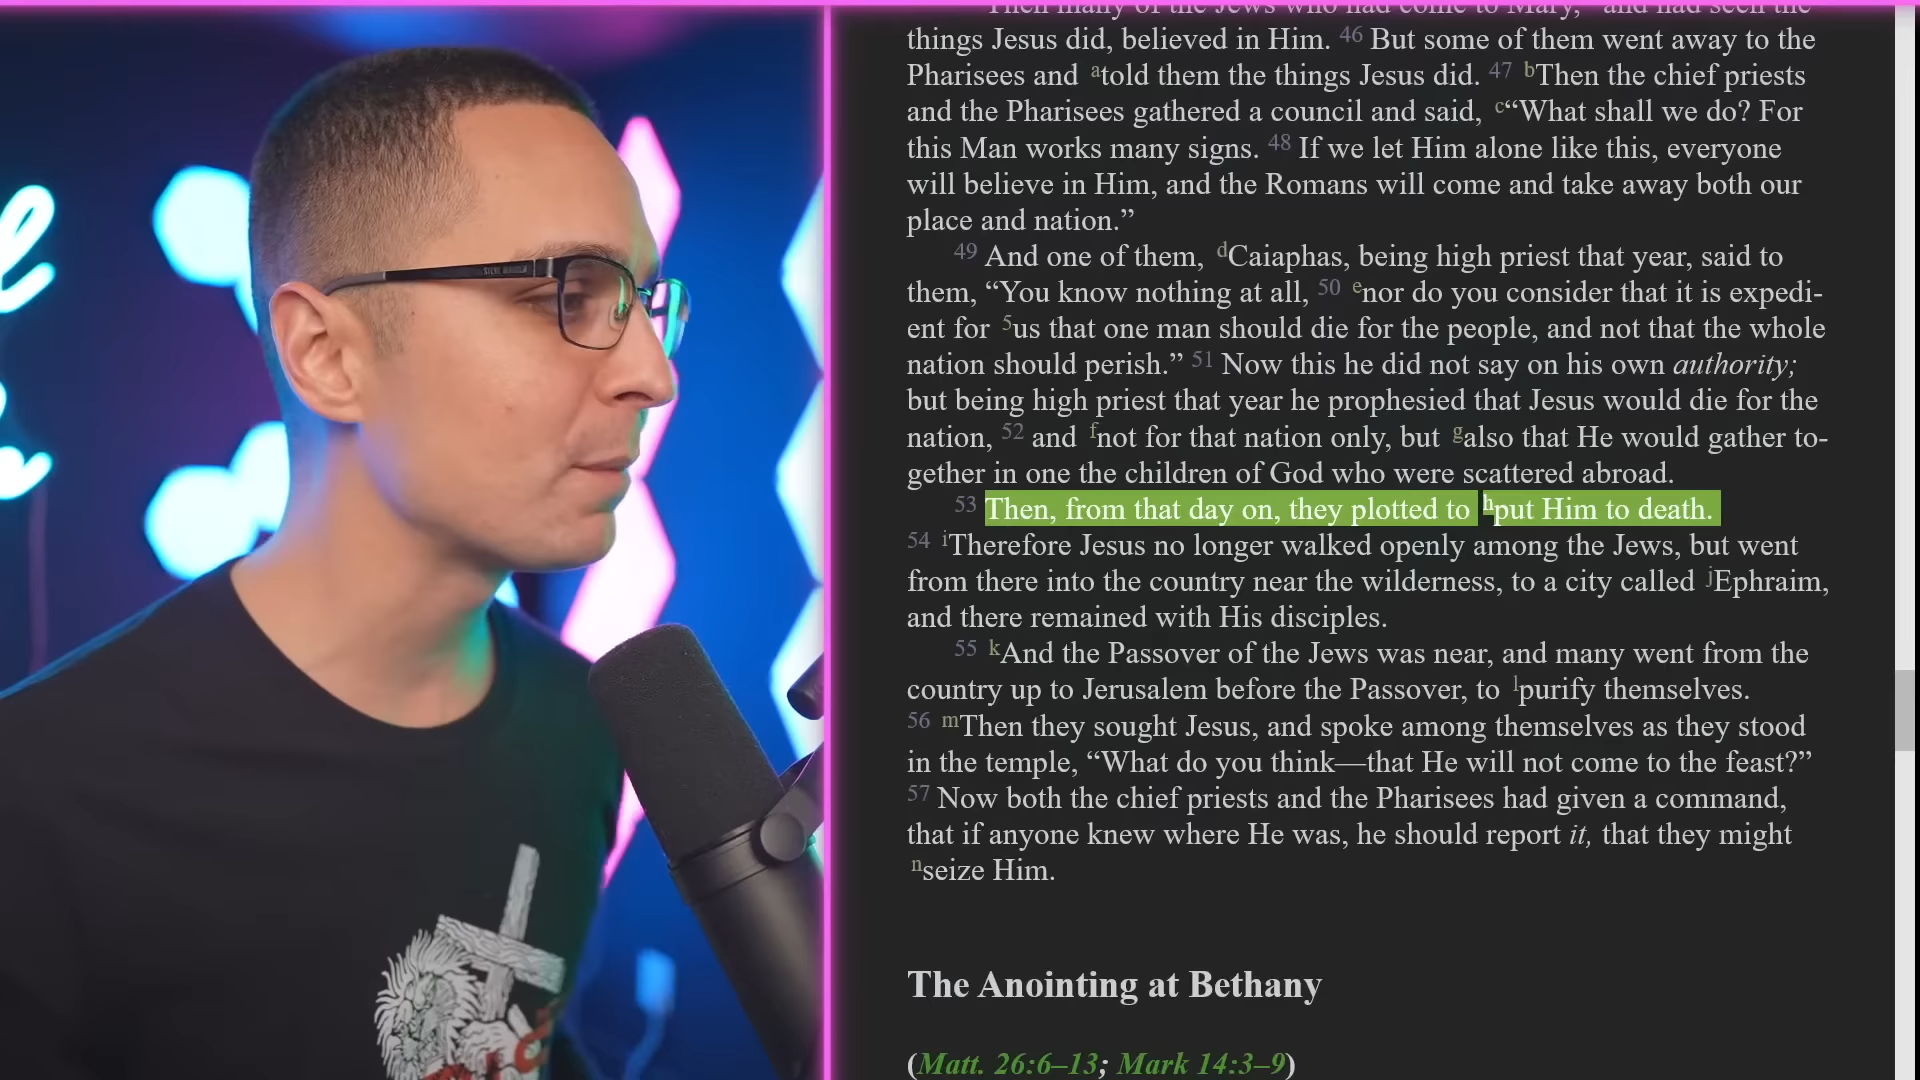 Then many of the Jews who had come to Mary, and had seen the
things Jesus did, believed in Him. 46 But some of them went away to the
Pharisees and atold them the things Jesus did. 47 bThen the chief priests
and the Pharisees gathered a council and said, c“What shall we do? For
this Man works many signs. 48 If we let Him alone like this, everyone
will believe in Him, and the Romans will come and take away both our
place and nation.”
49 And one of them, dCaiaphas, being high priest that year, said to
them, “You know nothing at all, 50 enor do you consider that it is expedi-
ent for 5us that one man should die for the people, and not that the whole
nation should perish.” 51 Now this he did not say on his own authority;
but being high priest that year he prophesied that Jesus would die for the
nation, 52 and fnot for that nation only, but galso that He would gather to-
gether in one the children of God who were scattered abroad.
53 Then, from that day on, they plotted to hput Him to death.
54 iTherefore Jesus no longer walked openly among the Jews, but went
from there into the country near the wilderness, to a city called jEphraim,
and there remained with His disciples.
55 kAnd the Passover of the Jews was near, and many went from the
country up to Jerusalem before the Passover, to lpurify themselves.
56 mThen they sought Jesus, and spoke among themselves as they stood
in the temple, “What do you think—that He will not come to the feast?”
57 Now both the chief priests and the Pharisees had given a command,
that if anyone knew where He was, he should report it, that they might
nseize Him.
The Anointing at Bethany
(Matt. 26:6–13; Mark 14:3–9)